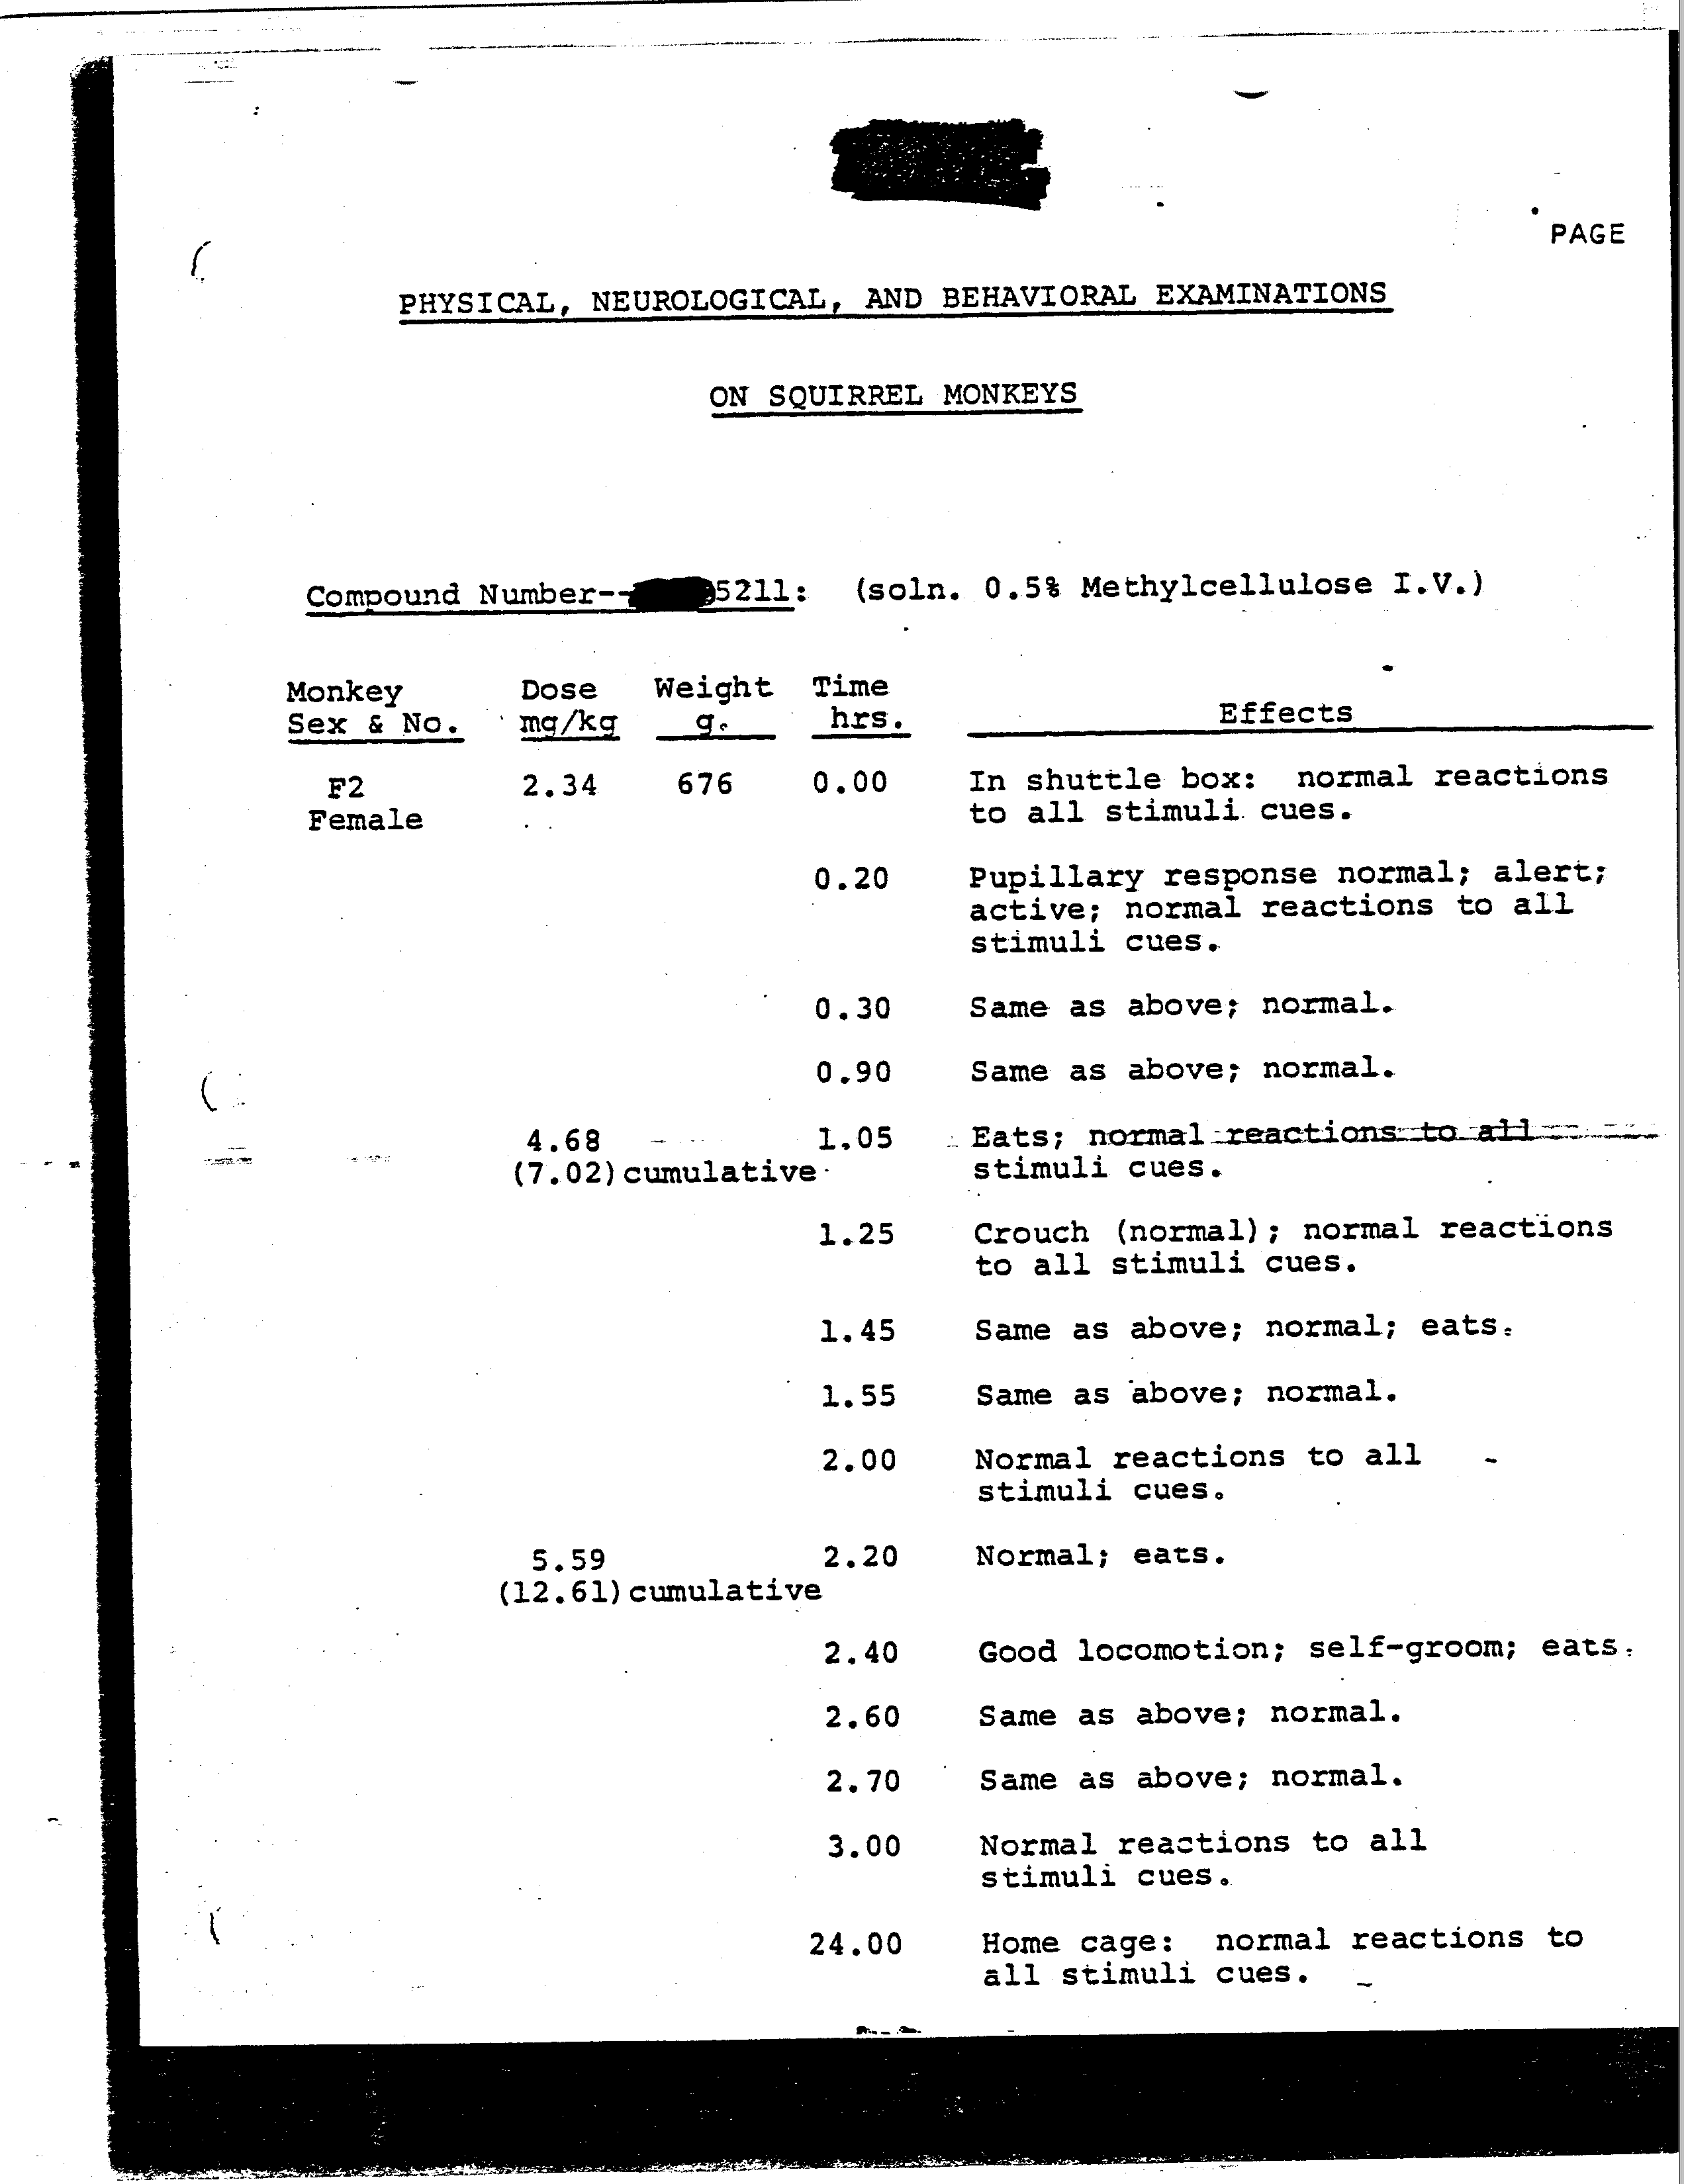 PAGE
PHYSICAL, NEUROLOGICAL, AND BEHAVIORAL EXAMINATIONS
ON SQUIRREL MONKEYS
Compound Number-- 5211: (soln. 0.5% Methylcellulose I.V.)
Monkey Dose Weight Time
Sex & No. mg/kg g. hrs. Effects
F2 2.34 676 0.00 In shuttle box: normal reactions
Female to all stimuli cues.
0.20 Pupillary response normal; alert;
active; normal reactions to all
stimuli cues.
0.30 Same as above; normal.
0.90 Same as above; normal.
4.68 1.05 Eats; normal reactions to all
(7.02) cumulative stimuli cues.
1.25 Crouch (normal); normal reactions
to all stimuli cues.
1.45 Same as above; normal; eats.
1.55 Same as above; normal.
2.00 Normal reactions to all
stimuli cues.
5.59 2.20 Normal; eats.
(12.61) cumulative
2.40 Good locomotion; self-groom; eats.
2.60 Same as above; normal.
2.70 Same as above; normal.
3.00 Normal reactions to all
stimuli cues.
24.00 Home cage: normal reactions to
all stimuli cues.